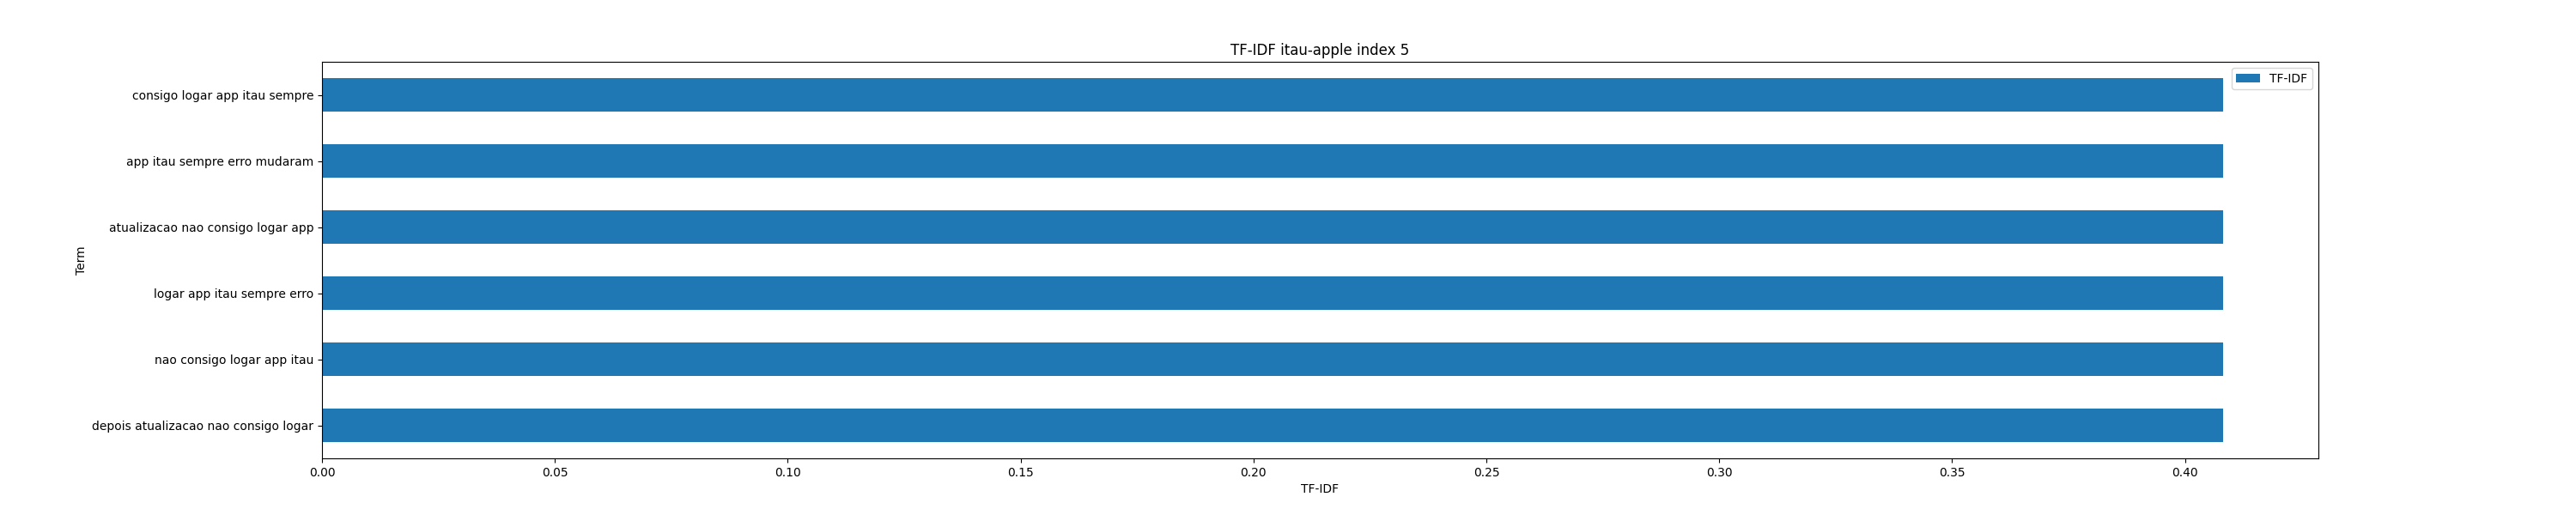 TF-IDF itau-apple index 5
TF-IDF
consigo logar app itau sempre
app itau sempre erro mudaram
atualizacao nao consigo logar app
logar app itau sempre erro
nao consigo logar app itau
depois atualizacao nao consigo logar
Term
0.00 0.05 0.10 0.15 0.20 0.25 0.30 0.35 0.40
TF-IDF